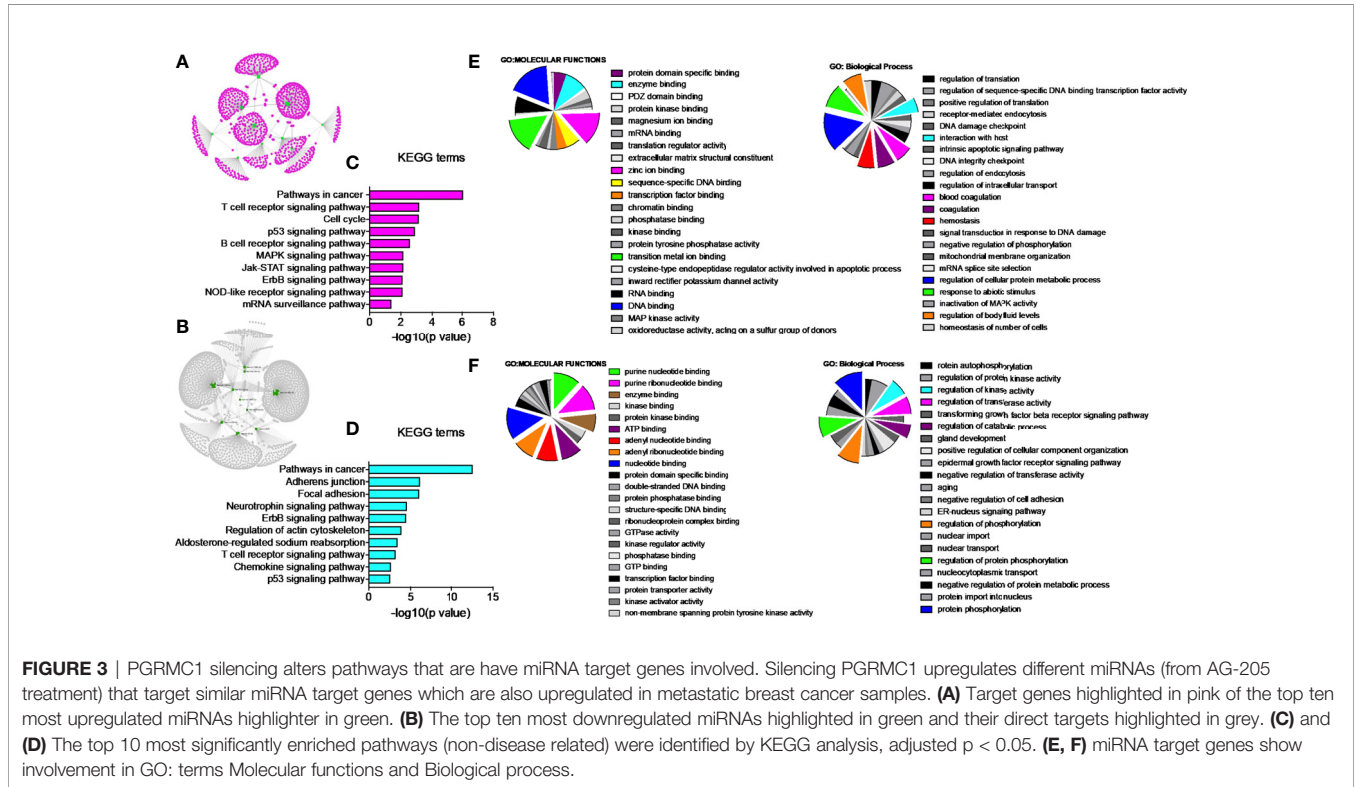 A
C
KEGG terms
Pathways in cancer
T cell receptor signaling pathway
Cell cycle
p53 signaling pathway
B cell receptor signaling pathway
MAPK signaling pathway
Jak-STAT signaling pathway
ErbB signaling pathway
NOD-like receptor signaling pathway
mRNA surveillance pathway
0 2 4 6 8
-log10(p value)
B
D
KEGG terms
Pathways in cancer
Adherens junction
Focal adhesion
Neurotrophin signaling pathway
ErbB signaling pathway
Regulation of actin cytoskeleton
Aldosterone-regulated sodium reabsorption
T cell receptor signaling pathway
Chemokine signaling pathway
p53 signaling pathway
0 5 10 15
-log10(p value)
E
GO:MOLECULAR FUNCTIONS
protein domain specific binding
enzyme binding
PDZ domain binding
protein kinase binding
magnesium ion binding
mRNA binding
translation regulator activity
extracellular matrix structural constituent
zinc ion binding
sequence-specific DNA binding
transcription factor binding
chromatin binding
phosphatase binding
kinase binding
protein tyrosine phosphatase activity
transition metal ion binding
cysteine-type endopeptidase regulator activity involved in apoptotic process
inward rectifier potassium channel activity
RNA binding
DNA binding
MAP kinase activity
oxidoreductase activity, acting on a sulfur group of donors
GO: Biological Process
regulation of translation
regulation of sequence-specific DNA binding transcription factor activity
positive regulation of translation
receptor-mediated endocytosis
DNA damage checkpoint
interaction with host
intrinsic apoptotic signaling pathway
DNA integrity checkpoint
regulation of endocytosis
regulation of intracellular transport
blood coagulation
coagulation
hemostasis
signal transduction in response to DNA damage
negative regulation of phosphorylation
mitochondrial membrane organization
mRNA splice site selection
regulation of cellular protein metabolic process
response to abiotic stimulus
inactivation of MAPK activity
regulation of body fluid levels
homeostasis of number of cells
F
GO:MOLECULAR FUNCTIONS
purine nucleotide binding
purine ribonucleotide binding
enzyme binding
kinase binding
protein kinase binding
ATP binding
adenyl nucleotide binding
adenyl ribonucleotide binding
nucleotide binding
protein domain specific binding
double-stranded DNA binding
protein phosphatase binding
structure-specific DNA binding
ribonucleoprotein complex binding
GTPase activity
kinase regulator activity
phosphatase binding
GTP binding
transcription factor binding
protein transporter activity
kinase activator activity
non-membrane spanning protein tyrosine kinase activity
GO: Biological Process
rotein autophosphorylation
regulation of protein kinase activity
regulation of kinase activity
regulation of transferase activity
transforming growth factor beta receptor signaling pathway
regulation of catabolic process
gland development
positive regulation of cellular component organization
epidermal growth factor receptor signaling pathway
negative regulation of transferase activity
aging
negative regulation of cell adhesion
ER-nucleus signaling pathway
regulation of phosphorylation
nuclear import
nuclear transport
regulation of protein phosphorylation
nucleocytoplasmic transport
negative regulation of protein metabolic process
protein import into nucleus
protein phosphorylation
FIGURE 3 | PGRMC1 silencing alters pathways that are have miRNA target genes involved. Silencing PGRMC1 upregulates different miRNAs (from AG-205
treatment) that target similar miRNA target genes which are also upregulated in metastatic breast cancer samples. (A) Target genes highlighted in pink of the top ten
most upregulated miRNAs highlighter in green. (B) The top ten most downregulated miRNAs highlighted in green and their direct targets highlighted in grey. (C) and
(D) The top 10 most significantly enriched pathways (non-disease related) were identified by KEGG analysis, adjusted p < 0.05. (E, F) miRNA target genes show
involvement in GO: terms Molecular functions and Biological process.